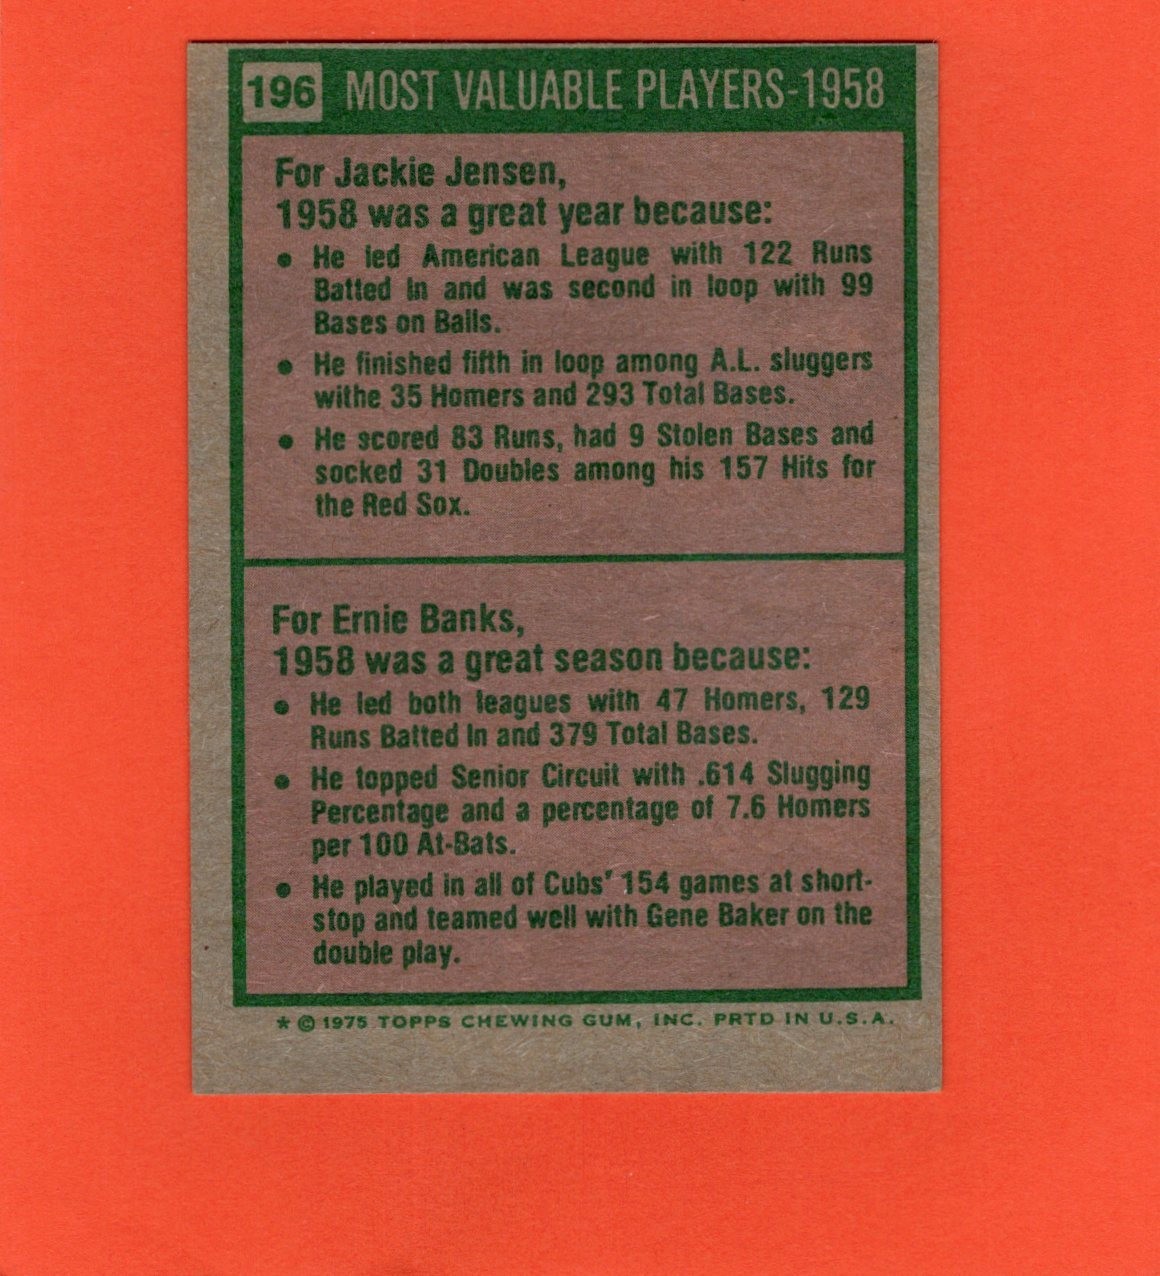 196 MOST VALUABLE PLAYERS-1958
For Jackie Jensen,
1958 was a great year because:
• He led American League with 122 Runs
Batted In and was second in loop with 99
Bases on Balls.
• He finished fifth in loop among A.L. sluggers
withe 35 Homers and 293 Total Bases.
• He scored 83 Runs, had 9 Stolen Bases and
socked 31 Doubles among his 157 Hits for
the Red Sox.
For Ernie Banks,
1958 was a great season because:
• He led both leagues with 47 Homers, 129
Runs Batted In and 379 Total Bases.
• He topped Senior Circuit with .614 Slugging
Percentage and a percentage of 7.6 Homers
per 100 At-Bats.
• He played in all of Cubs' 154 games at short-
stop and teamed well with Gene Baker on the
double play.
* © 1975 TOPPS CHEWING GUM, INC. PRTD IN U.S.A.